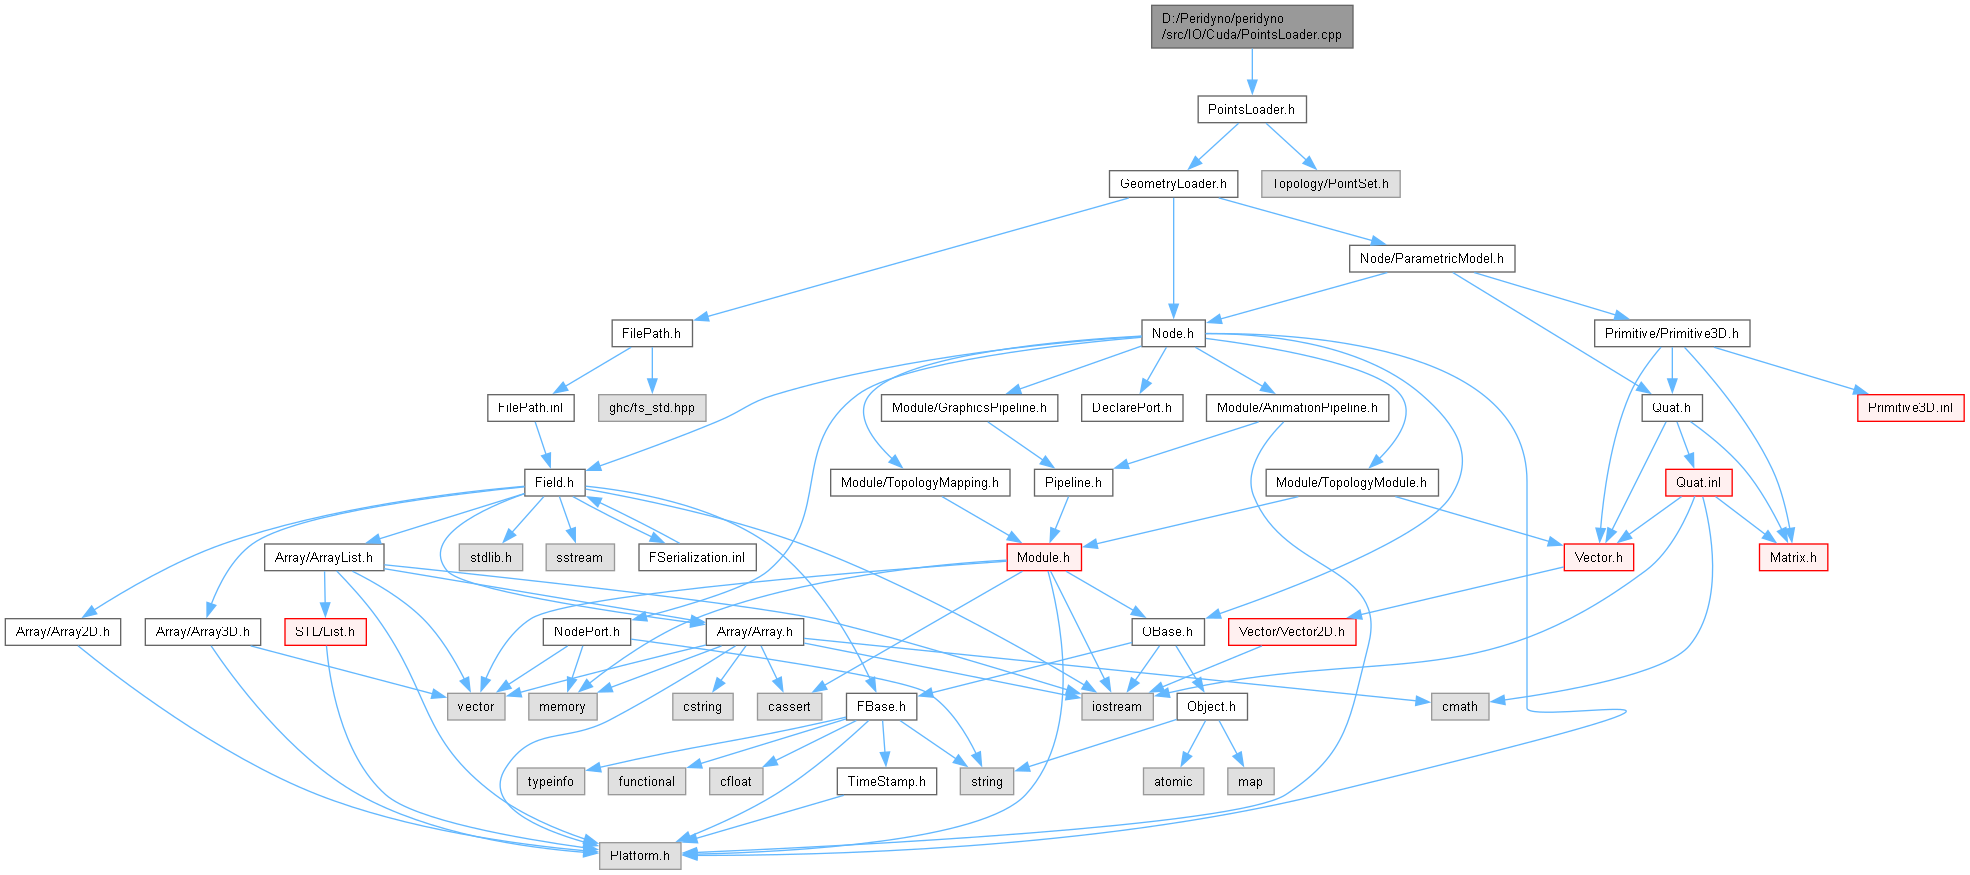 D:/Peridyno/peridyno
/src/IO/Cuda/PointsLoader.cpp
PointsLoader.h
GeometryLoader.h
Topology/PointSet.h
Node/ParametricModel.h
FilePath.h
Node.h
Primitive/Primitive3D.h
FilePath.inl
ghc/fs_std.hpp
Module/GraphicsPipeline.h
DeclarePort.h
Module/AnimationPipeline.h
Quat.h
Primitive3D.inl
Field.h
Module/TopologyMapping.h
Pipeline.h
Module/TopologyModule.h
Quat.inl
Array/ArrayList.h
stdlib.h
sstream
FSerialization.inl
Module.h
Vector.h
Matrix.h
Array/Array2D.h
Array/Array3D.h
STL/List.h
NodePort.h
Array/Array.h
OBase.h
Vector/Vector2D.h
vector
memory
cstring
cassert
FBase.h
iostream
Object.h
cmath
typeinfo
functional
cfloat
TimeStamp.h
string
atomic
map
Platform.h